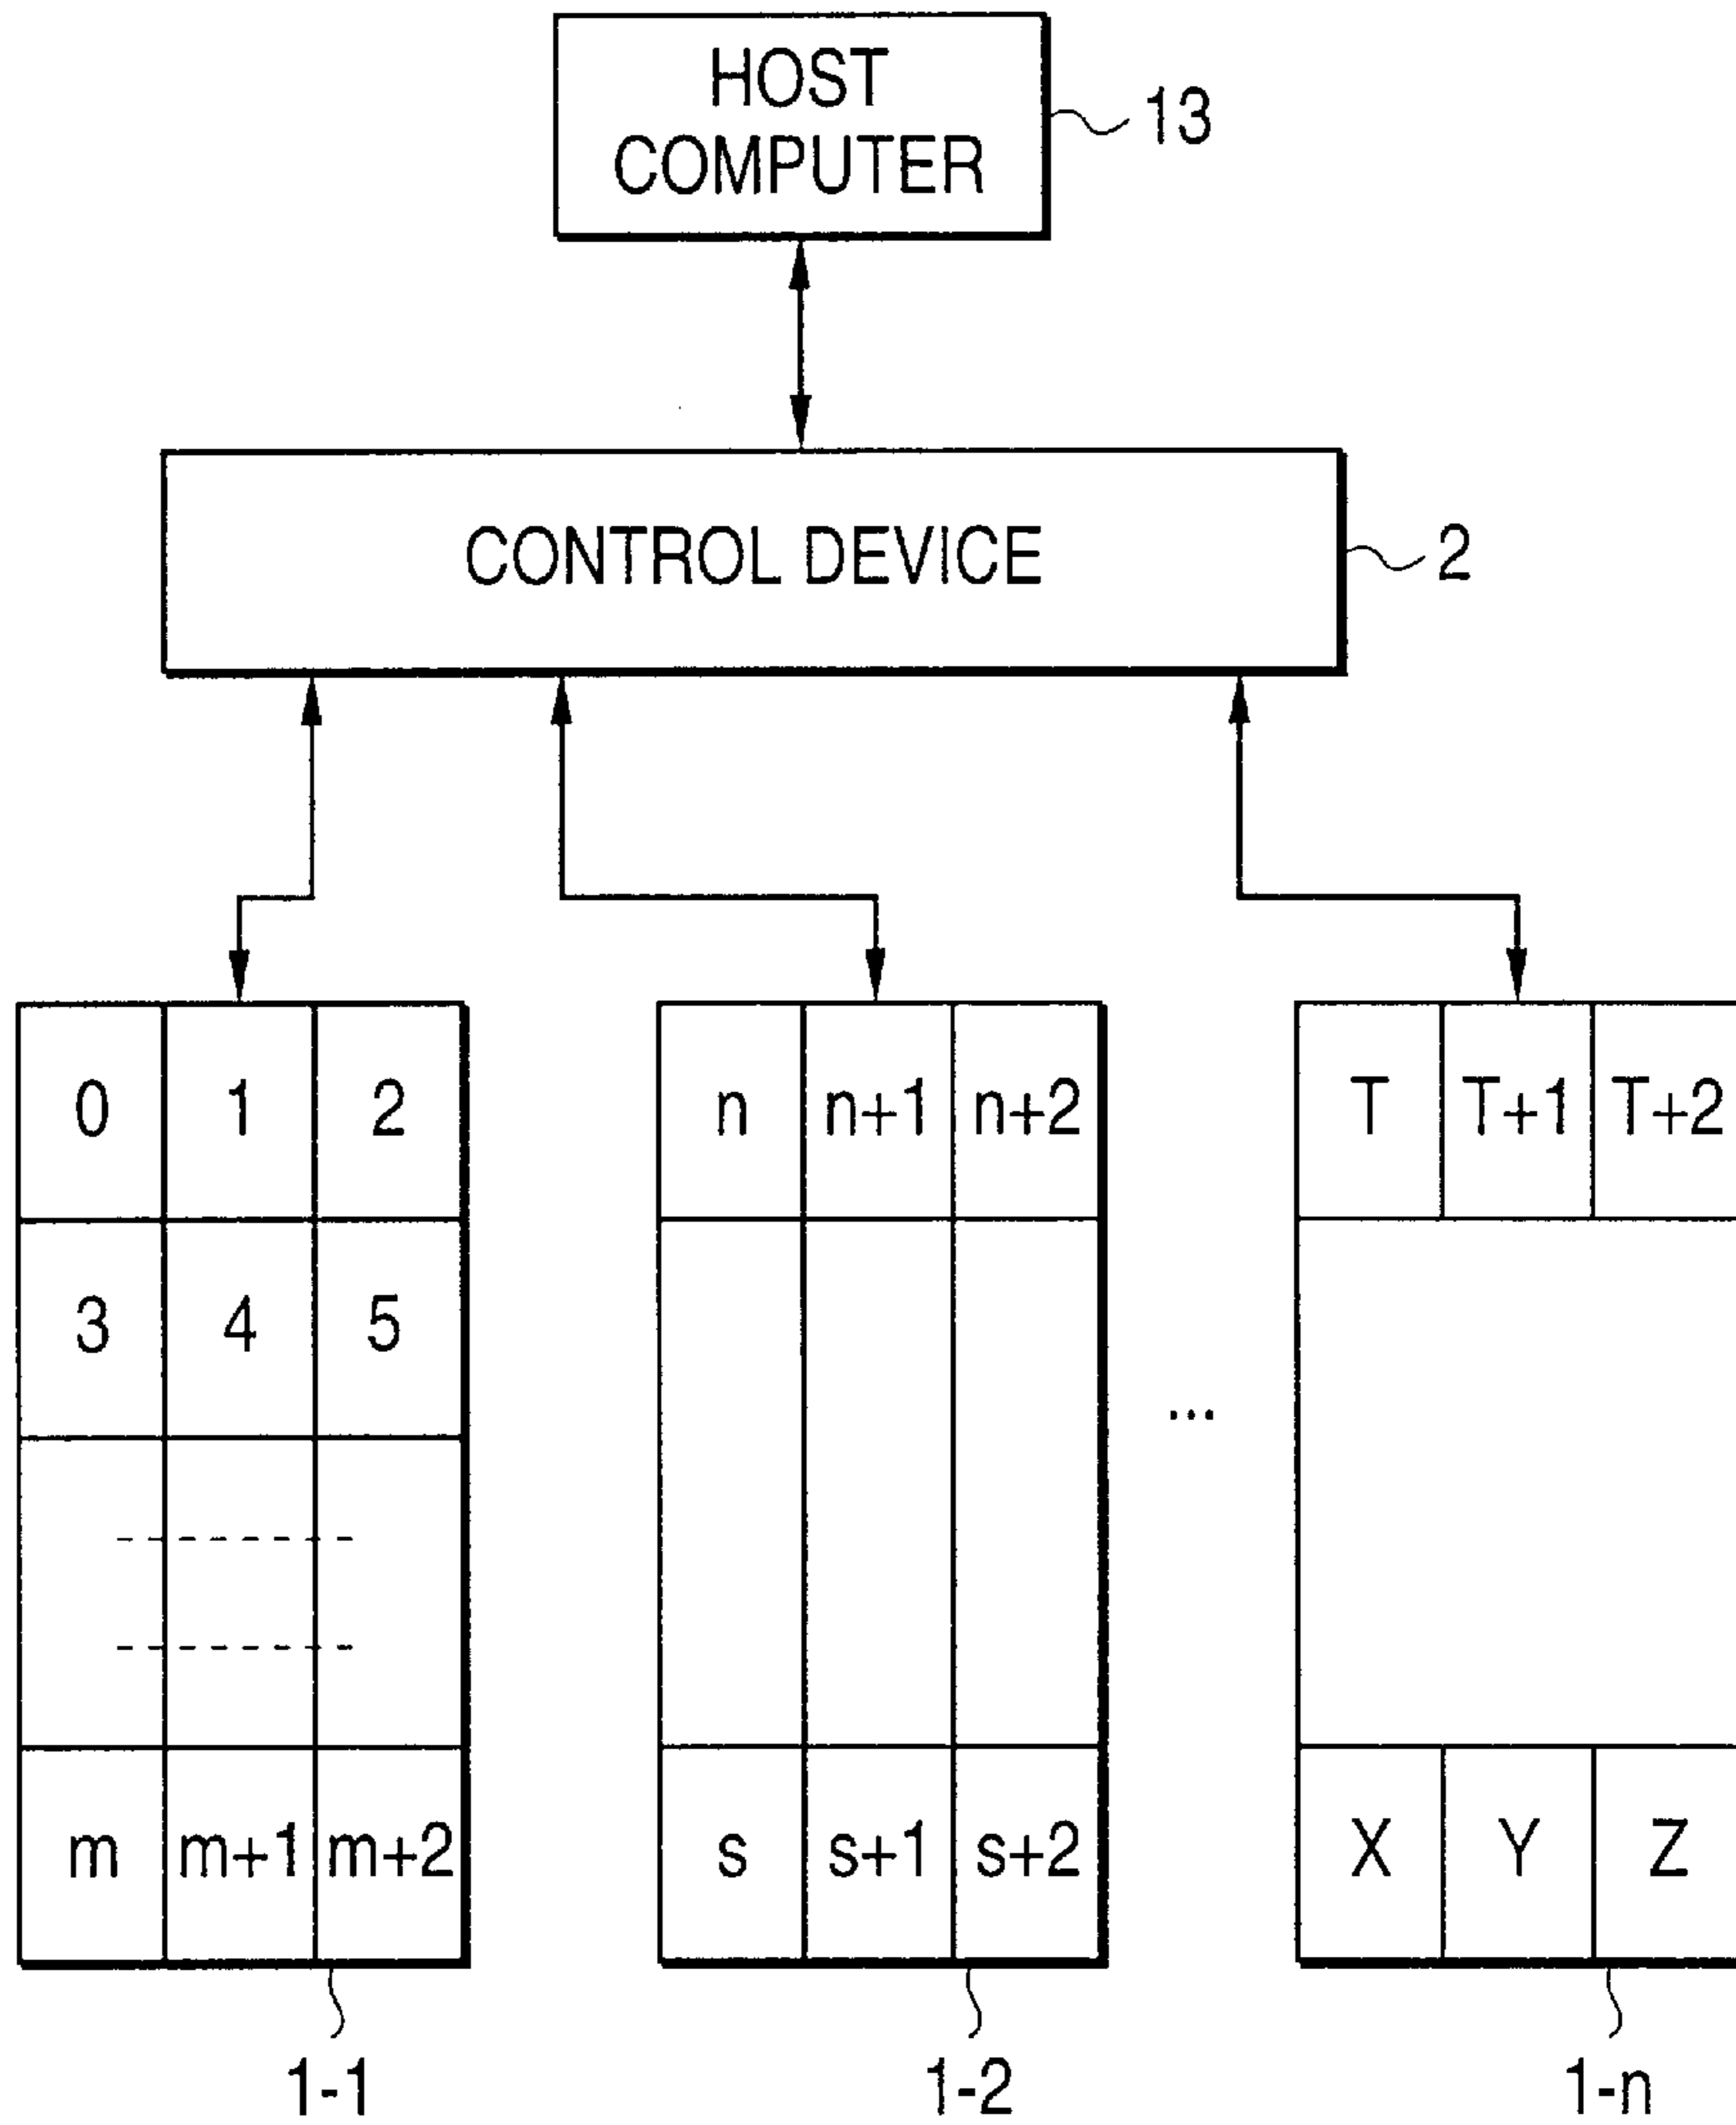 HOST
COMPUTER
13
CONTROL DEVICE
2
0 1 2
3 4 5
m m+1 m+2
n n+1 n+2
s s+1 s+2
...
T T+1 T+2
X Y Z
1-1
1-2
1-n